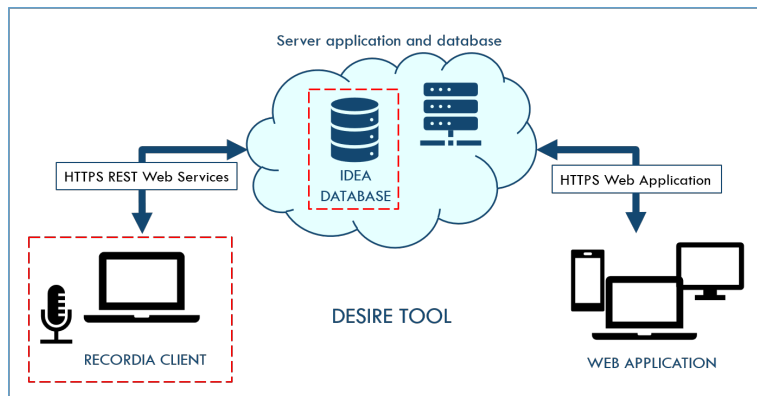 Server application and database
HTTPS REST Web Services
IDEA
DATABASE
HTTPS Web Application
DESIRE TOOL
RECORDIA CLIENT
WEB APPLICATION